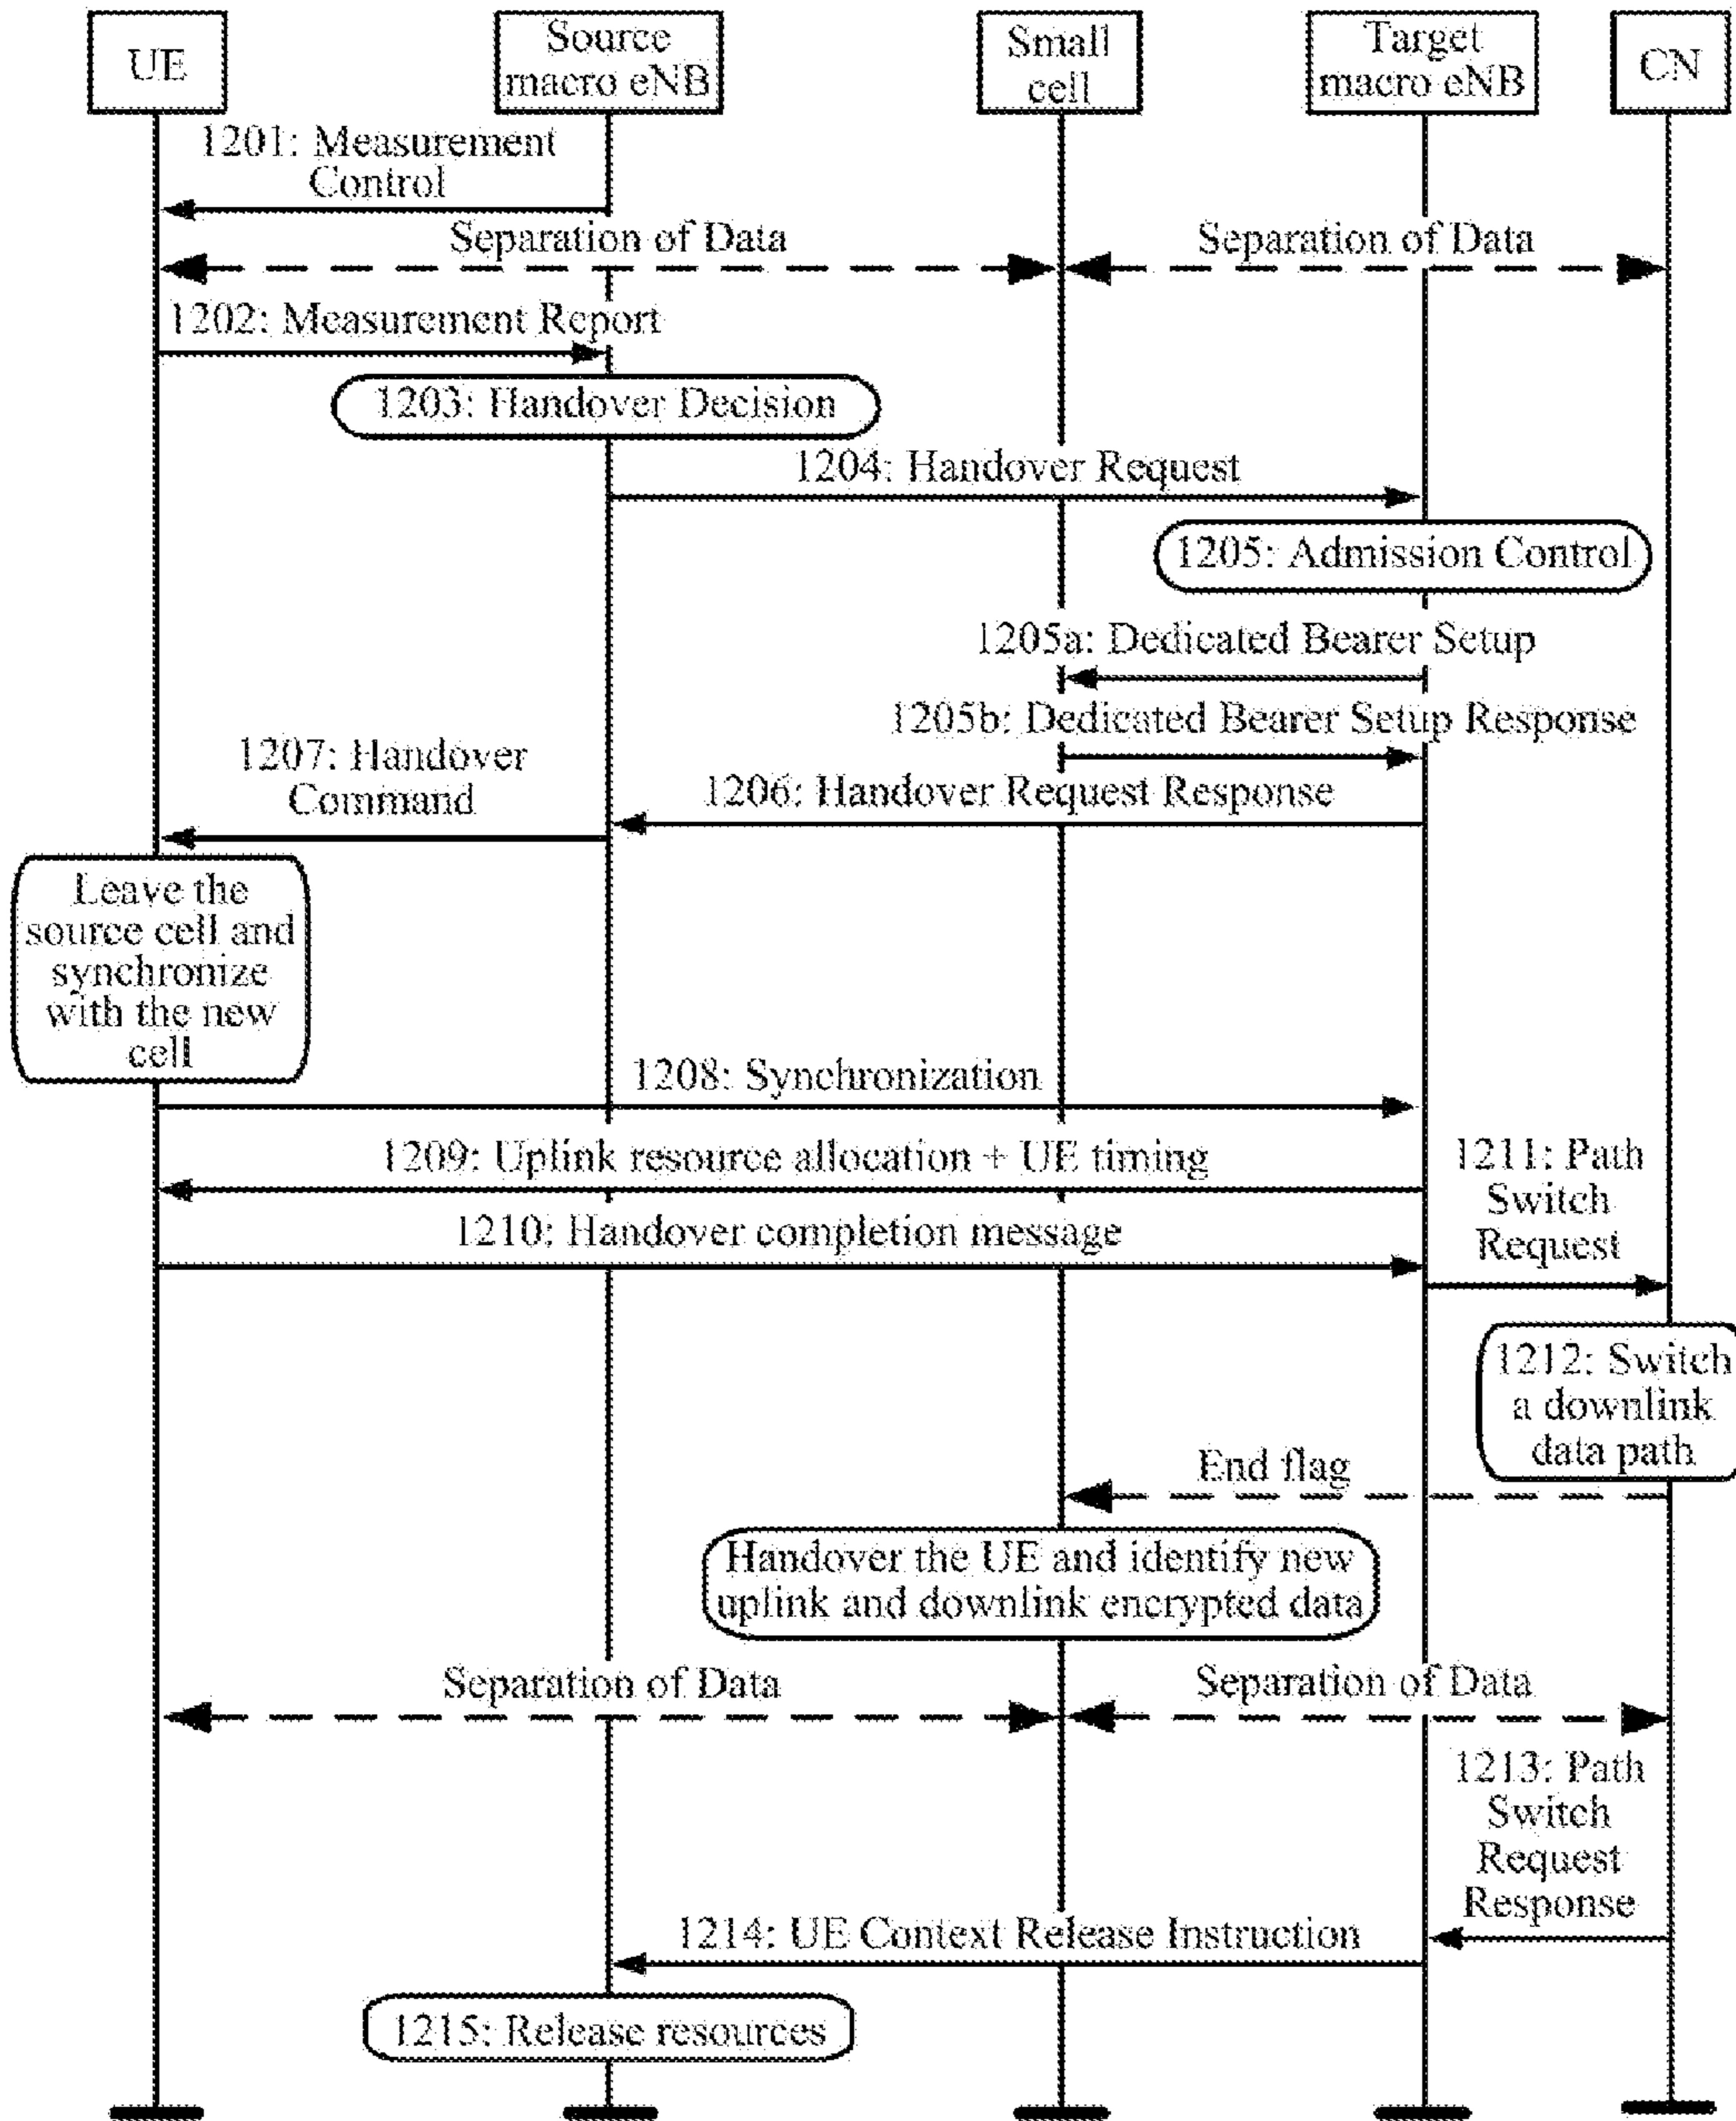 UE
Source
macro eNB
Small
cell
Target
macro eNB
CN
1201: Measurement
Control
Separation of Data
Separation of Data
1202: Measurement Report
1203: Handover Decision
1204: Handover Request
1205: Admission Control
1205a: Dedicated Bearer Setup
1205b: Dedicated Bearer Setup Response
1207: Handover
Command
1206: Handover Request Response
Leave the
source cell and
synchronize
with the new
cell
1208: Synchronization
1209: Uplink resource allocation + UE timing
1210: Handover completion message
1211: Path
Switch
Request
1212: Switch
a downlink
data path
End flag
Handover the UE and identify new
uplink and downlink encrypted data
Separation of Data
Separation of Data
1213: Path
Switch
Request
Response
1214: UE Context Release Instruction
1215: Release resources